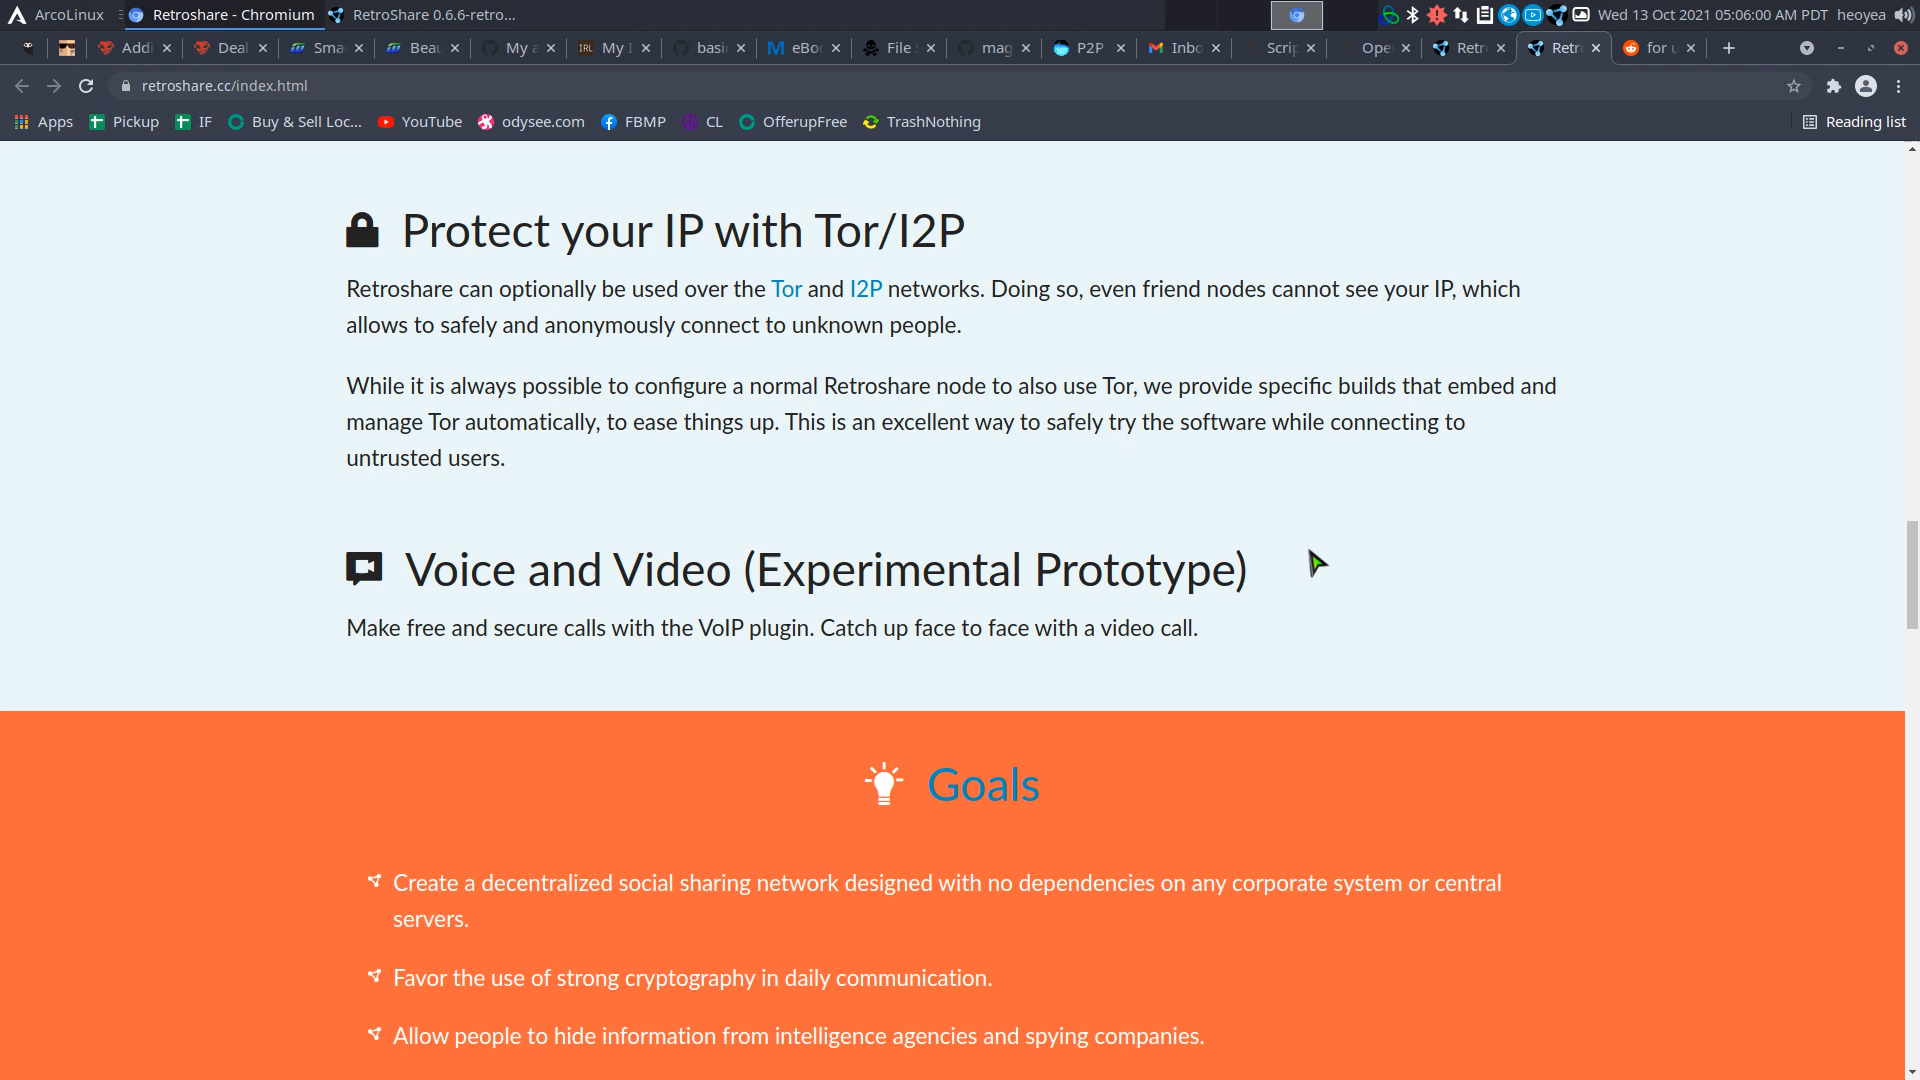 ArcoLinux Retroshare - Chromium RetroShare 0.6.6-retro... Wed 13 Oct 2021 05:06:00 AM PDT heoyea
Addi Deal Sma Beau My a IRL My I basi M eBoo File S mag P2P Inbo Scrip Ope Retr Retr for u
retroshare.cc/index.html
Apps Pickup IF Buy & Sell Loc... YouTube odysee.com FBMP CL OfferupFree TrashNothing Reading list
Protect your IP with Tor/I2P
Retroshare can optionally be used over the Tor and I2P networks. Doing so, even friend nodes cannot see your IP, which
allows to safely and anonymously connect to unknown people.
While it is always possible to configure a normal Retroshare node to also use Tor, we provide specific builds that embed and
manage Tor automatically, to ease things up. This is an excellent way to safely try the software while connecting to
untrusted users.
Voice and Video (Experimental Prototype)
Make free and secure calls with the VoIP plugin. Catch up face to face with a video call.
Goals
Create a decentralized social sharing network designed with no dependencies on any corporate system or central
servers.
Favor the use of strong cryptography in daily communication.
Allow people to hide information from intelligence agencies and spying companies.